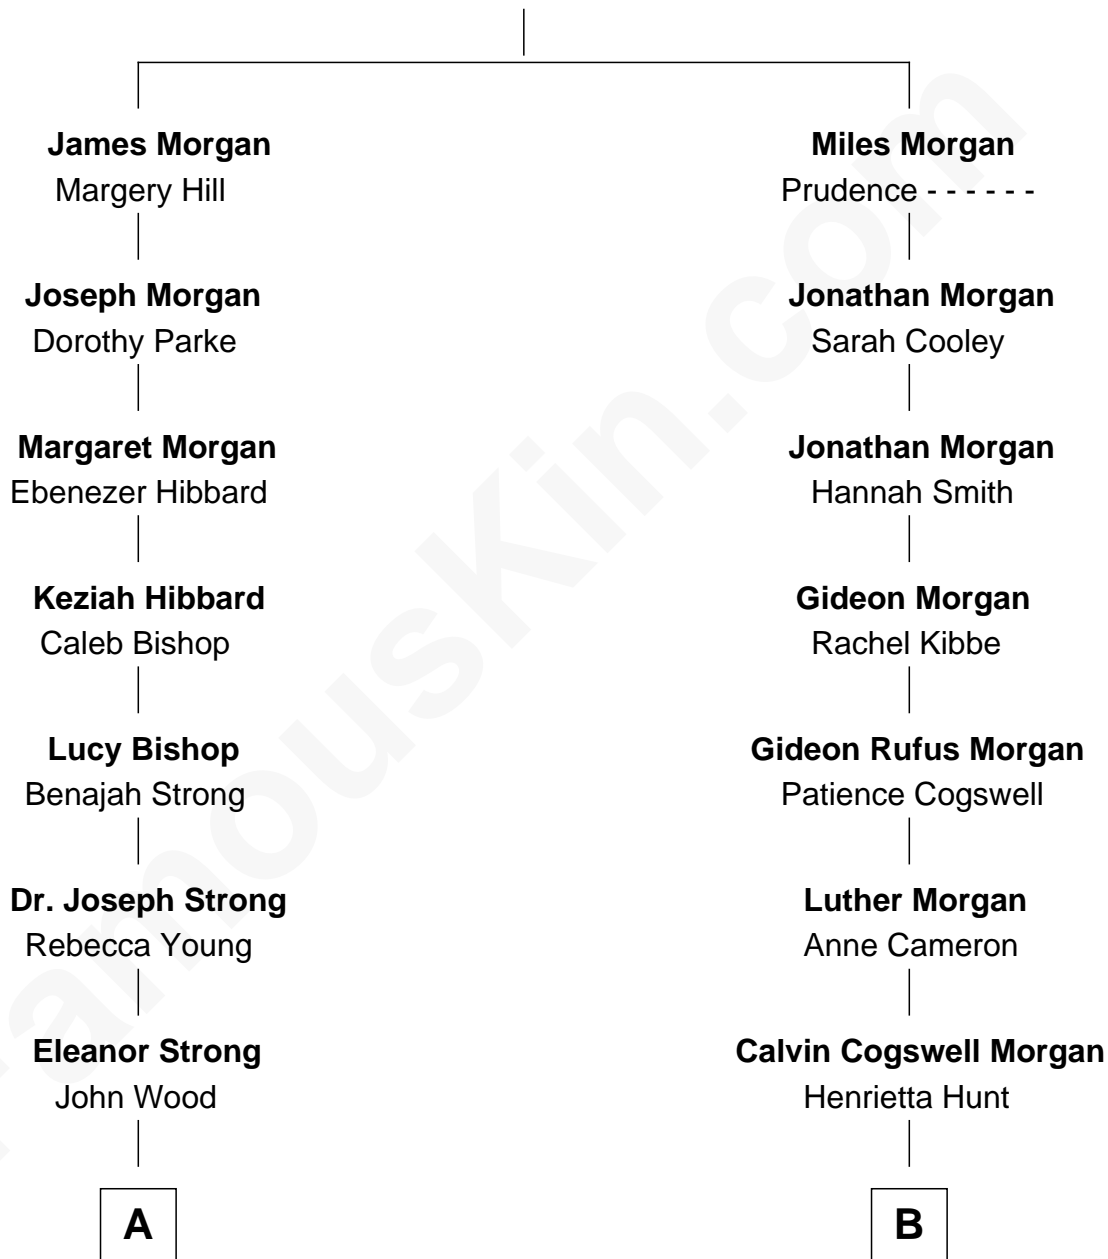 James Morgan
Margery Hill
Joseph Morgan
Dorothy Parke
Margaret Morgan
Ebenezer Hibbard
Keziah Hibbard
Caleb Bishop
Lucy Bishop
Benajah Strong
Dr. Joseph Strong
Rebecca Young
Eleanor Strong
John Wood
A
Miles Morgan
Prudence - - - - - -
Jonathan Morgan
Sarah Cooley
Jonathan Morgan
Hannah Smith
Gideon Morgan
Rachel Kibbe
Gideon Rufus Morgan
Patience Cogswell
Luther Morgan
Anne Cameron
Calvin Cogswell Morgan
Henrietta Hunt
B
FamousKin.com